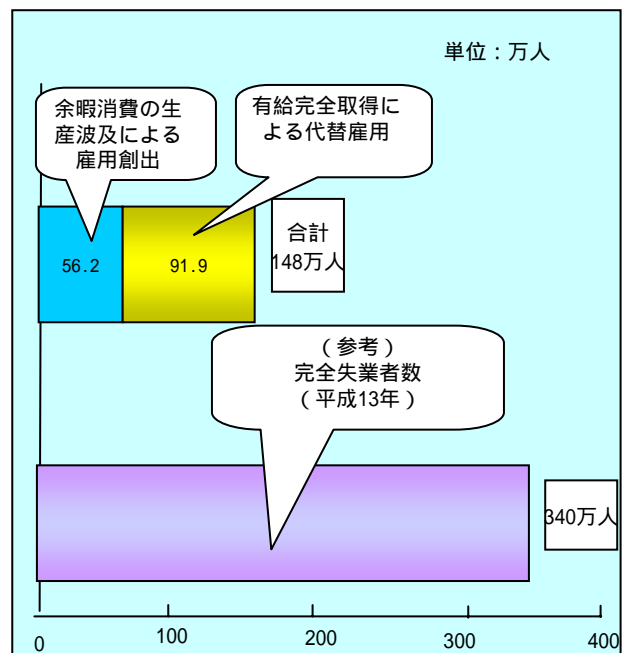 単位：万人
余暇消費の生
産波及による
雇用創出
有給完全取得に
よる代替雇用
56.2
91.9
合計
148万人
（参考）
完全失業者数
（平成13年）
340万人
0
100
200
300
400